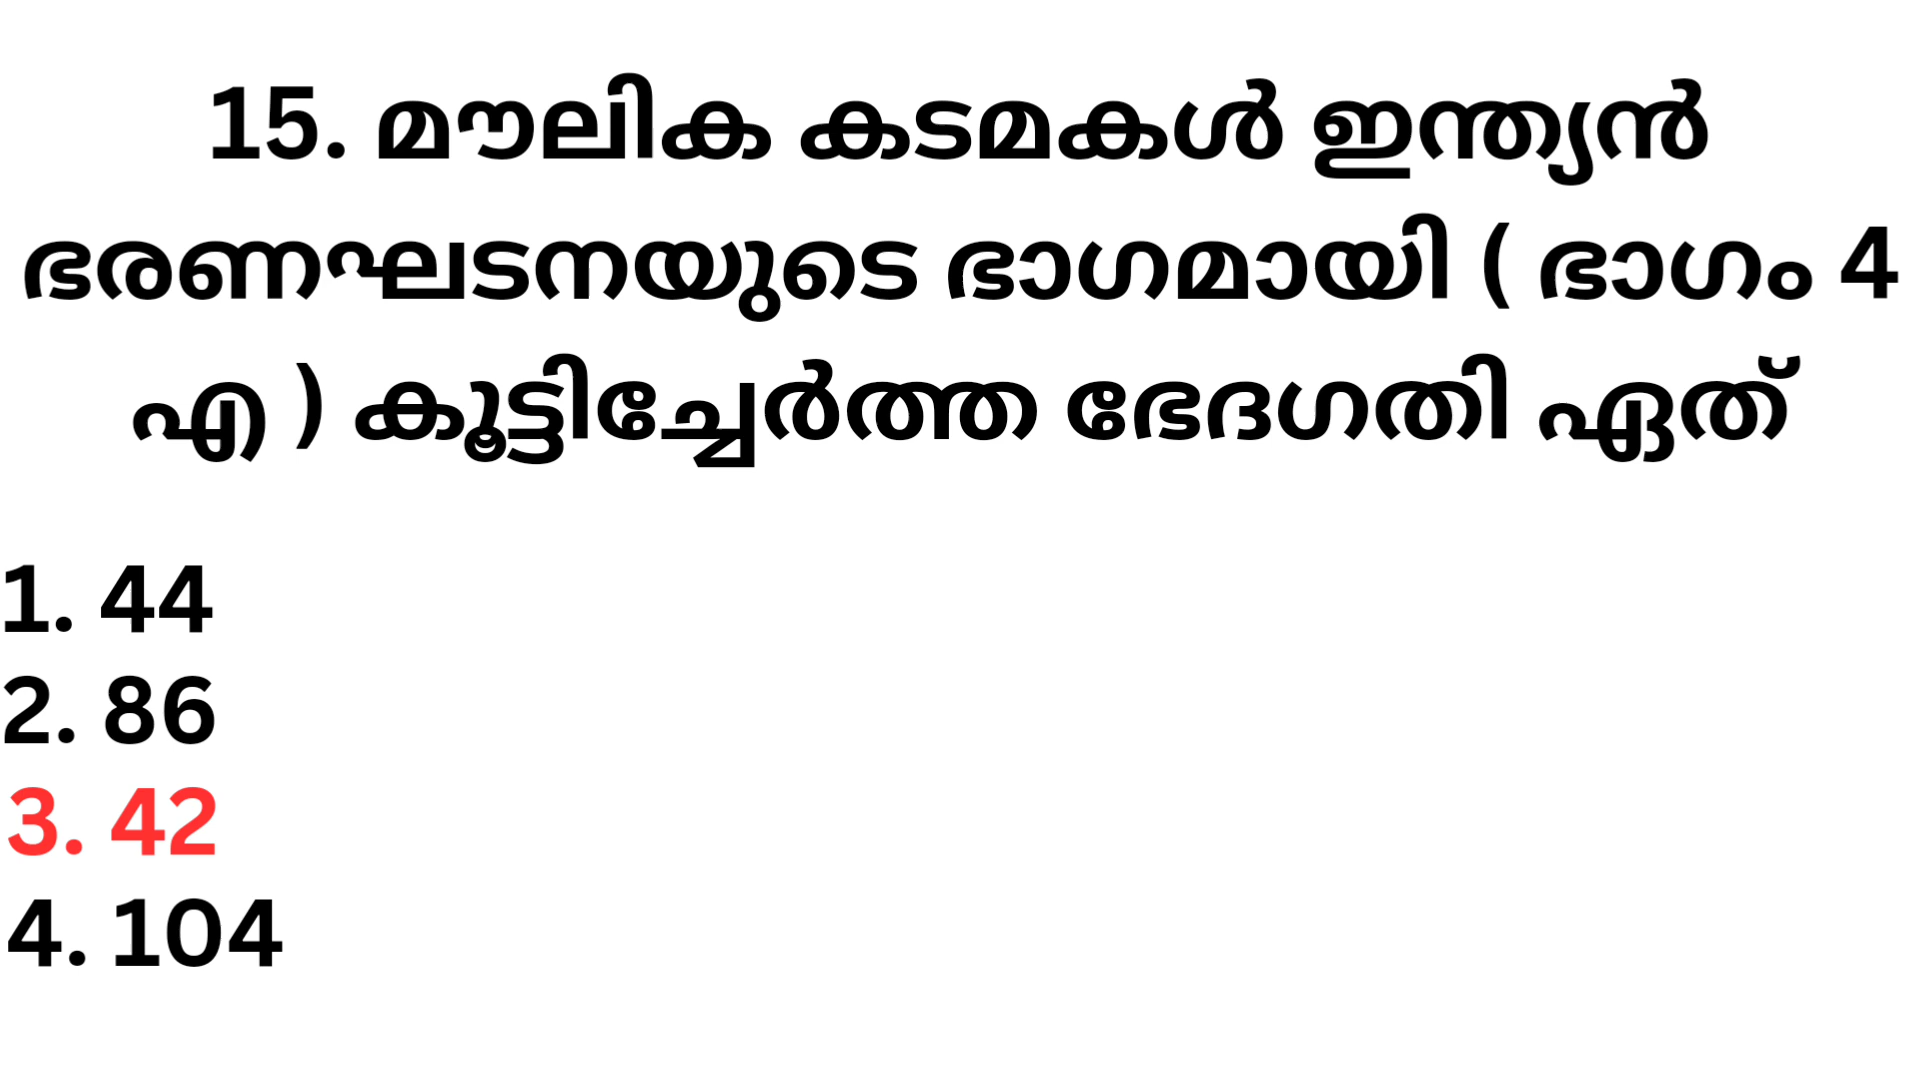 15. മൗലിക കടമകൾ ഇന്ത്യൻ
ഭരണഘടനയുടെ ഭാഗമായി ( ഭാഗം 4
എ ) കൂട്ടിച്ചേർത്ത ഭേദഗതി ഏത്
1. 44
2. 86
3. 42
4. 104